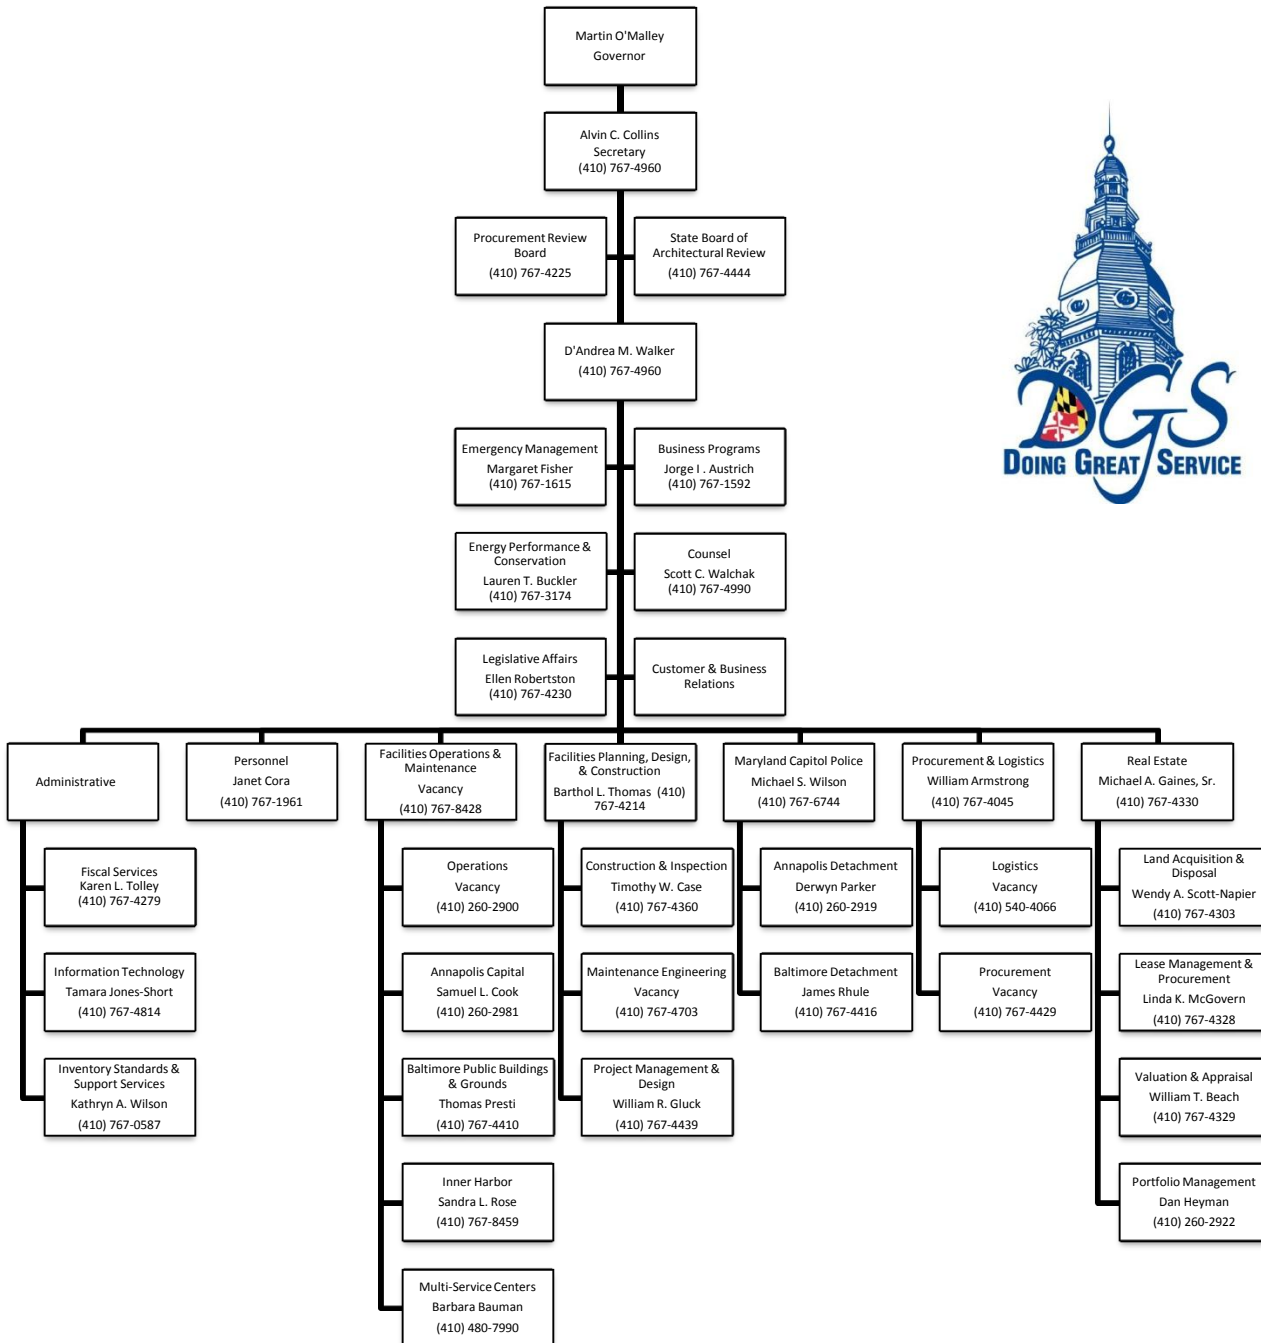 Martin O'Malley
Governor
Alvin C. Collins
Secretary
(410) 767-4960
Procurement Review
Board
(410) 767-4225
State Board of
Architectural Review
(410) 767-4444
D'Andrea M. Walker
(410) 767-4960
Emergency Management
Margaret Fisher
(410) 767-1615
Business Programs
Jorge I . Austrich
(410) 767-1592
Energy Performance &
Conservation
Lauren T. Buckler
(410) 767-3174
Counsel
Scott C. Walchak
(410) 767-4990
Legislative Affairs
Ellen Robertston
(410) 767-4230
Customer & Business
Relations
DGS
DOING GREAT SERVICE
Administrative
Fiscal Services
Karen L. Tolley
(410) 767-4279
Information Technology
Tamara Jones-Short
(410) 767-4814
Inventory Standards &
Support Services
Kathryn A. Wilson
(410) 767-0587
Personnel
Janet Cora
(410) 767-1961
Facilities Operations &
Maintenance
Vacancy
(410) 767-8428
Operations
Vacancy
(410) 260-2900
Annapolis Capital
Samuel L. Cook
(410) 260-2981
Baltimore Public Buildings
& Grounds
Thomas Presti
(410) 767-4410
Inner Harbor
Sandra L. Rose
(410) 767-8459
Multi-Service Centers
Barbara Bauman
(410) 480-7990
Facilities Planning, Design,
& Construction
Barthol L. Thomas (410)
767-4214
Construction & Inspection
Timothy W. Case
(410) 767-4360
Maintenance Engineering
Vacancy
(410) 767-4703
Project Management &
Design
William R. Gluck
(410) 767-4439
Maryland Capitol Police
Michael S. Wilson
(410) 767-6744
Annapolis Detachment
Derwyn Parker
(410) 260-2919
Baltimore Detachment
James Rhule
(410) 767-4416
Procurement & Logistics
William Armstrong
(410) 767-4045
Logistics
Vacancy
(410) 540-4066
Procurement
Vacancy
(410) 767-4429
Real Estate
Michael A. Gaines, Sr.
(410) 767-4330
Land Acquisition &
Disposal
Wendy A. Scott-Napier
(410) 767-4303
Lease Management &
Procurement
Linda K. McGovern
(410) 767-4328
Valuation & Appraisal
William T. Beach
(410) 767-4329
Portfolio Management
Dan Heyman
(410) 260-2922